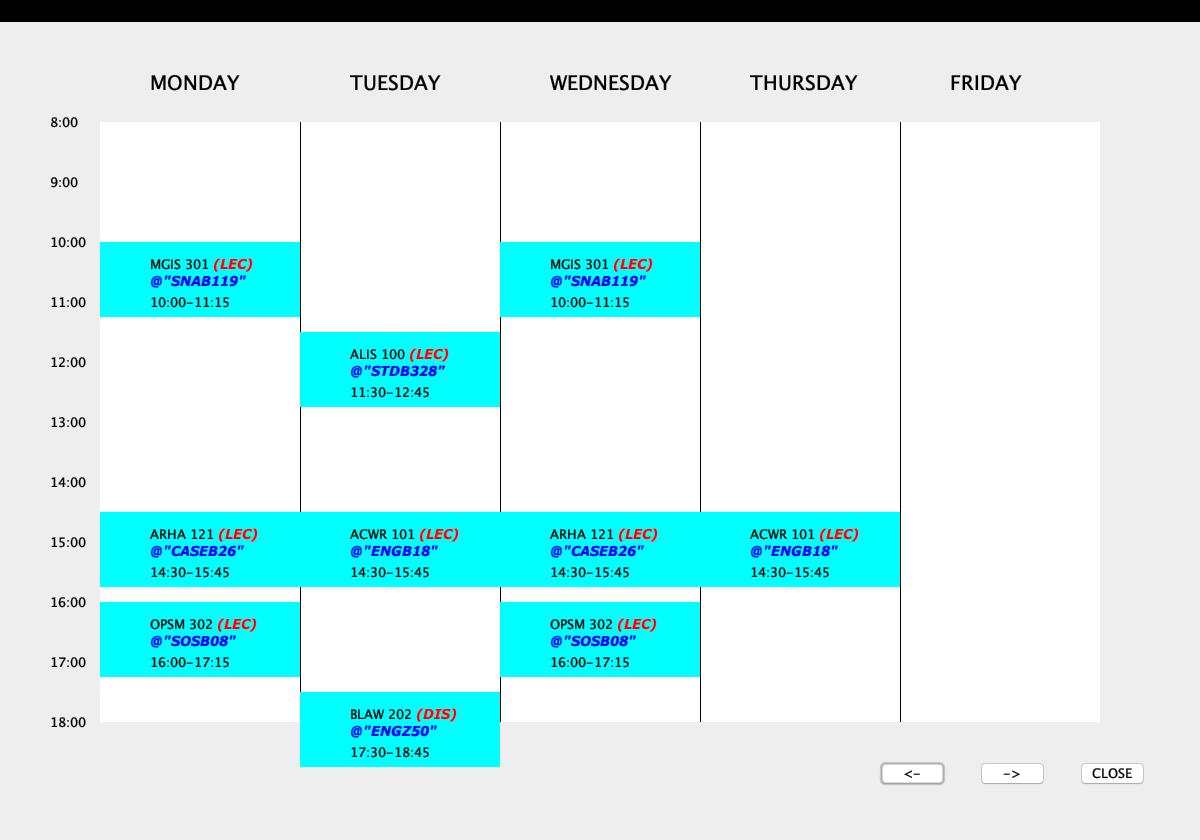 MONDAY TUESDAY WEDNESDAY THURSDAY FRIDAY
8:00
9:00
10:00
MGIS 301 (LEC) MGIS 301 (LEC)
@"SNAB119" @"SNAB119"
11:00 10:00-11:15 10:00-11:15
ALIS 100 (LEC)
12:00
@"STDB328"
11:30-12:45
13:00
14:00
ARHA 121 (LEC) ACWR 101 (LEC) ARHA 121 (LEC) ACWR 101 (LEC)
15:00
@"CASEB26" @"ENGB18" @"CASEB26" @"ENGB18"
14:30-15:45 14:30-15:45 14:30-15:45 14:30-15:45
16:00
OPSM 302 (LEC) OPSM 302 (LEC)
@"SOSB08" @"SOSB08"
17:00 16:00-17:15 16:00-17:15
BLAW 202 (DIS)
18:00
@"ENGZ50"
17:30-18:45
<- -> CLOSE